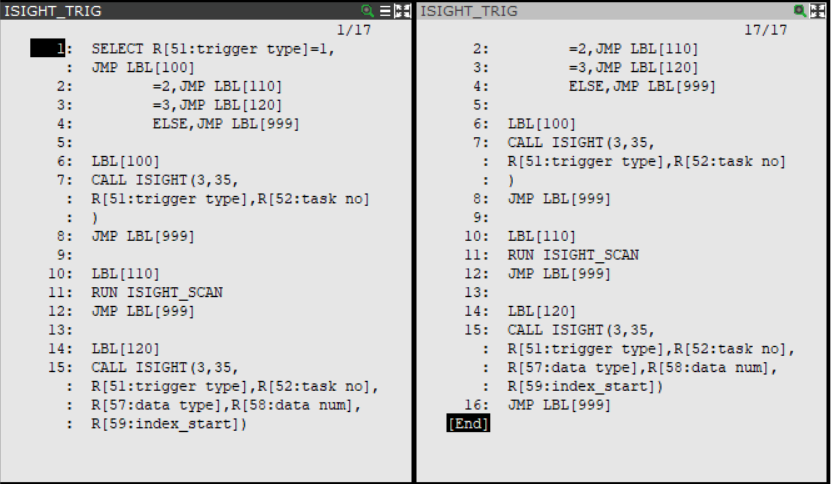 ISIGHT_TRIG
1/17
1: SELECT R[51:trigger type]=1,
: JMP LBL[100]
2: =2,JMP LBL[110]
3: =3,JMP LBL[120]
4: ELSE,JMP LBL[999]
5:
6: LBL[100]
7: CALL ISIGHT(3,35,
: R[51:trigger type],R[52:task no]
: )
8: JMP LBL[999]
9:
10: LBL[110]
11: RUN ISIGHT_SCAN
12: JMP LBL[999]
13:
14: LBL[120]
15: CALL ISIGHT(3,35,
: R[51:trigger type],R[52:task no],
: R[57:data type],R[58:data num],
: R[59:index_start])
ISIGHT_TRIG
17/17
2: =2,JMP LBL[110]
3: =3,JMP LBL[120]
4: ELSE,JMP LBL[999]
5:
6: LBL[100]
7: CALL ISIGHT(3,35,
: R[51:trigger type],R[52:task no]
: )
8: JMP LBL[999]
9:
10: LBL[110]
11: RUN ISIGHT_SCAN
12: JMP LBL[999]
13:
14: LBL[120]
15: CALL ISIGHT(3,35,
: R[51:trigger type],R[52:task no],
: R[57:data type],R[58:data num],
: R[59:index_start])
16: JMP LBL[999]
[End]